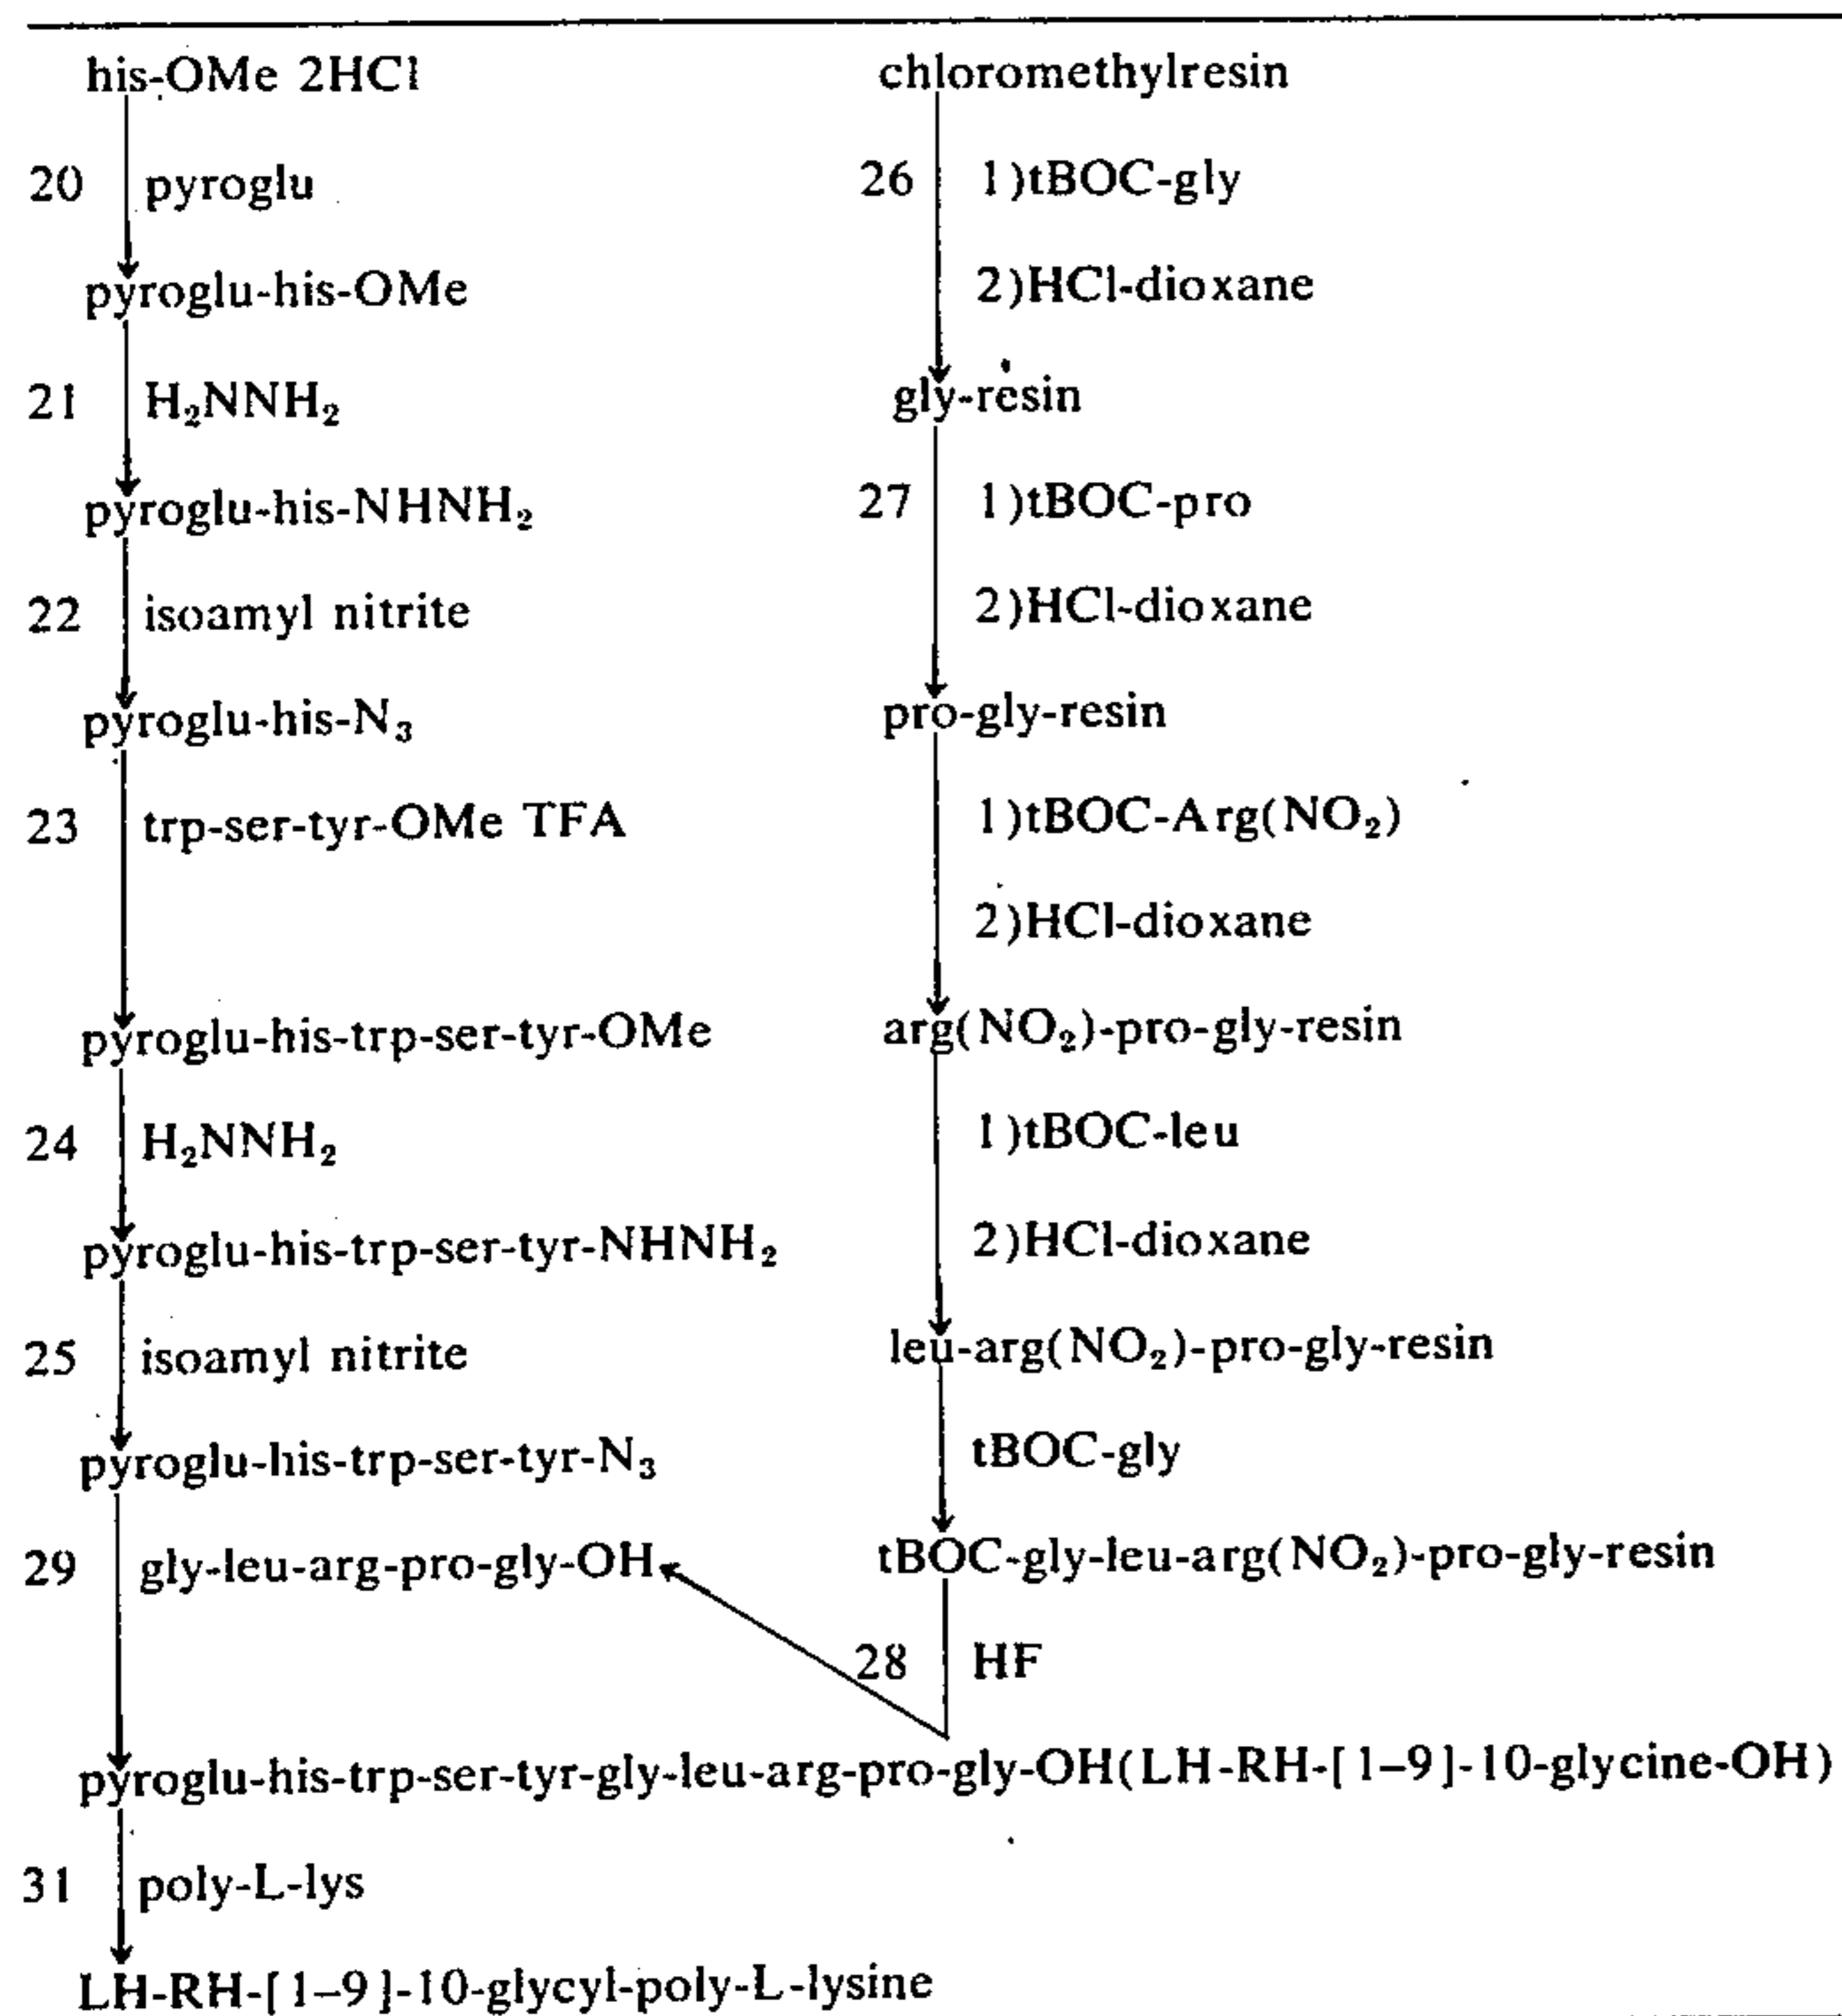 his-OMe 2HCl
20 pyroglu
pyroglu-his-OMe
21 H₂NNH₂
pyroglu-his-NHNH₂
22 isoamyl nitrite
pyroglu-his-N₃
23 trp-ser-tyr-OMe TFA
pyroglu-his-trp-ser-tyr-OMe
24 H₂NNH₂
pyroglu-his-trp-ser-tyr-NHNH₂
25 isoamyl nitrite
pyroglu-his-trp-ser-tyr-N₃
29 gly-leu-arg-pro-gly-OH
chloromethylresin
26 1)tBOC-gly
2)HCl-dioxane
gly-resin
27 1)tBOC-pro
2)HCl-dioxane
pro-gly-resin
1)tBOC-Arg(NO₂)
2)HCl-dioxane
arg(NO₂)-pro-gly-resin
1)tBOC-leu
2)HCl-dioxane
leu-arg(NO₂)-pro-gly-resin
tBOC-gly
tBOC-gly-leu-arg(NO₂)-pro-gly-resin
28 HF
pyroglu-his-trp-ser-tyr-gly-leu-arg-pro-gly-OH(LH-RH-[1–9]-10-glycine-OH)
31 poly-L-lys
LH-RH-[1–9]-10-glycyl-poly-L-lysine